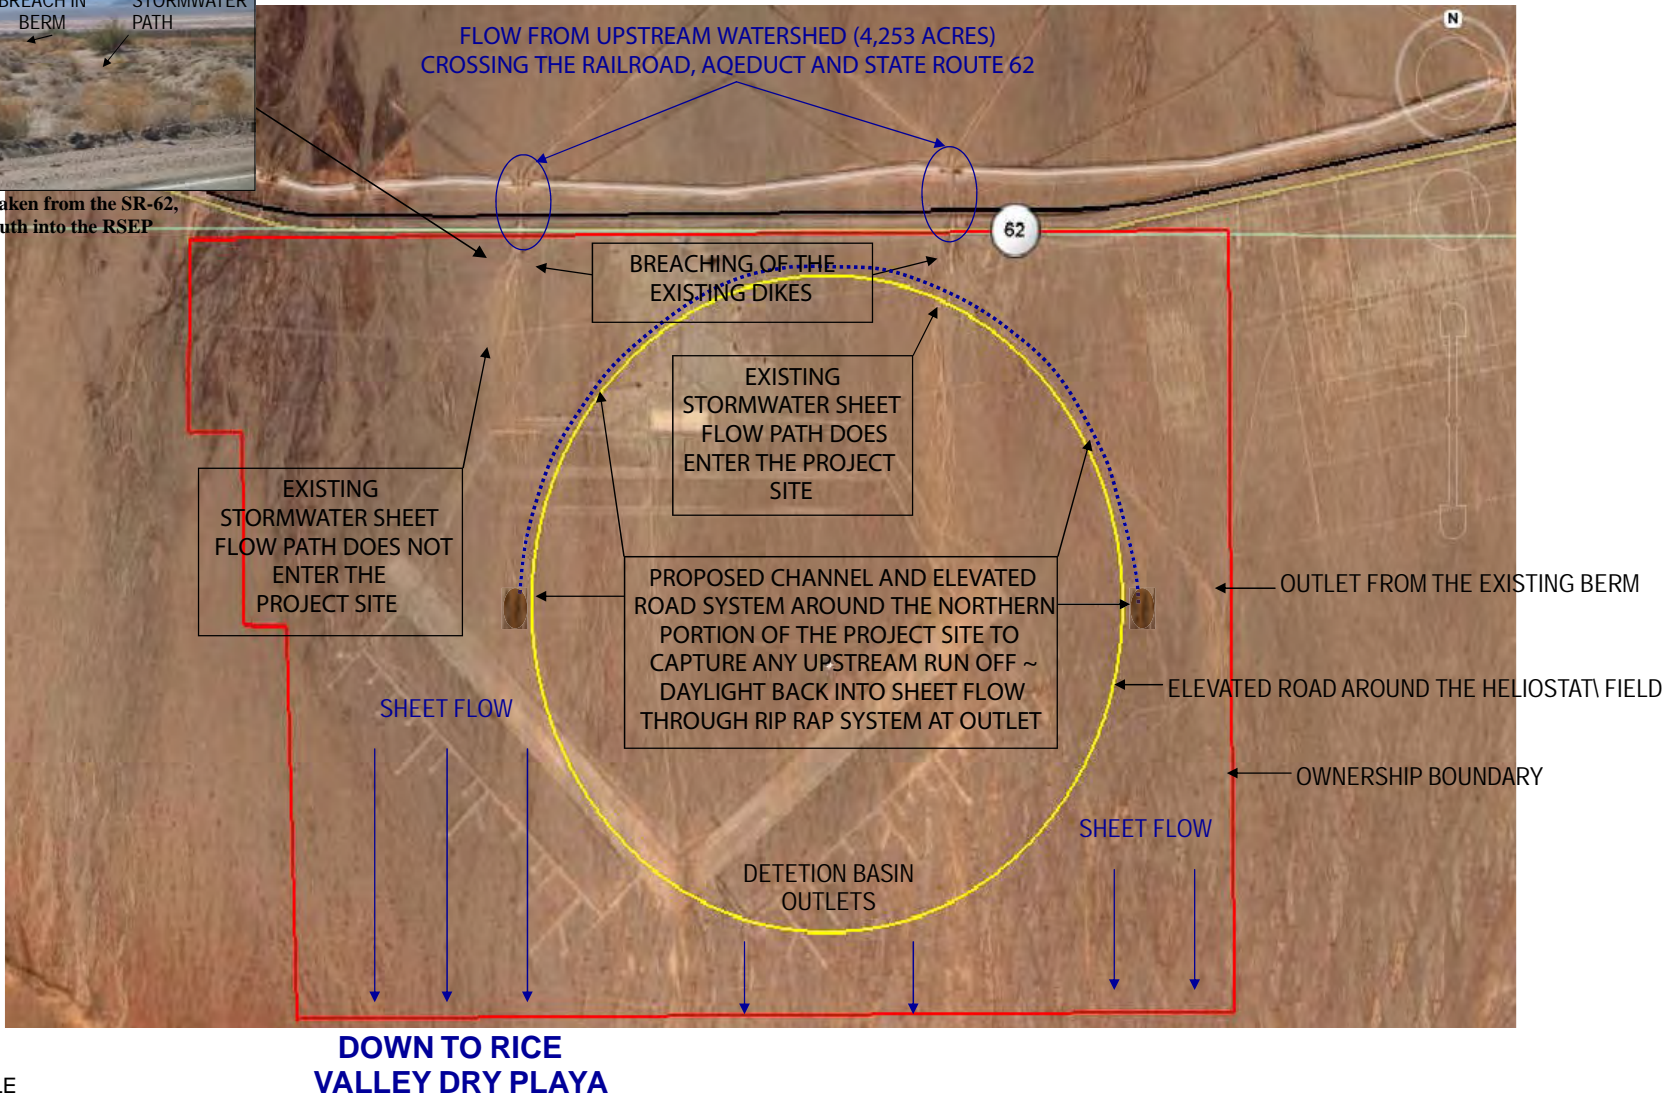 BREACH IN
BERM
STORMWATER
PATH
aken from the SR-62,
uth into the RSEP
FLOW FROM UPSTREAM WATERSHED (4,253 ACRES)
CROSSING THE RAILROAD, AQEDUCT AND STATE ROUTE 62
N
62
BREACHING OF THE
EXISTING DIKES
EXISTING
STORMWATER SHEET
FLOW PATH DOES
ENTER THE PROJECT
SITE
EXISTING
STORMWATER SHEET
FLOW PATH DOES NOT
ENTER THE
PROJECT SITE
PROPOSED CHANNEL AND ELEVATED
ROAD SYSTEM AROUND THE NORTHERN
PORTION OF THE PROJECT SITE TO
CAPTURE ANY UPSTREAM RUN OFF ~
DAYLIGHT BACK INTO SHEET FLOW
THROUGH RIP RAP SYSTEM AT OUTLET
OUTLET FROM THE EXISTING BERM
ELEVATED ROAD AROUND THE HELIOSTAT\ FIELD
OWNERSHIP BOUNDARY
SHEET FLOW
SHEET FLOW
DETETION BASIN
OUTLETS
DOWN TO RICE
VALLEY DRY PLAYA
LE